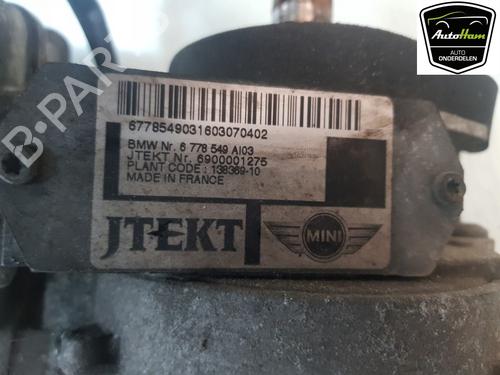 AutoHam
AUTO
ONDERDELEN
B-PARTS
6778549031603070402
BMW Nr. 6 778 549 AI03
JTEKT Nr. 6900001275
PLANT CODE : 138369-10
MADE IN FRANCE
JTEKT
MINI